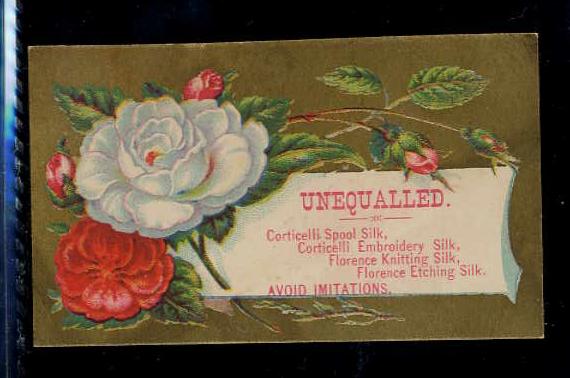 UNEQUALLED.
Corticelli Spool Silk,
Corticelli Embroidery Silk,
Florence Knitting Silk,
Florence Etching Silk.
AVOID IMITATIONS.